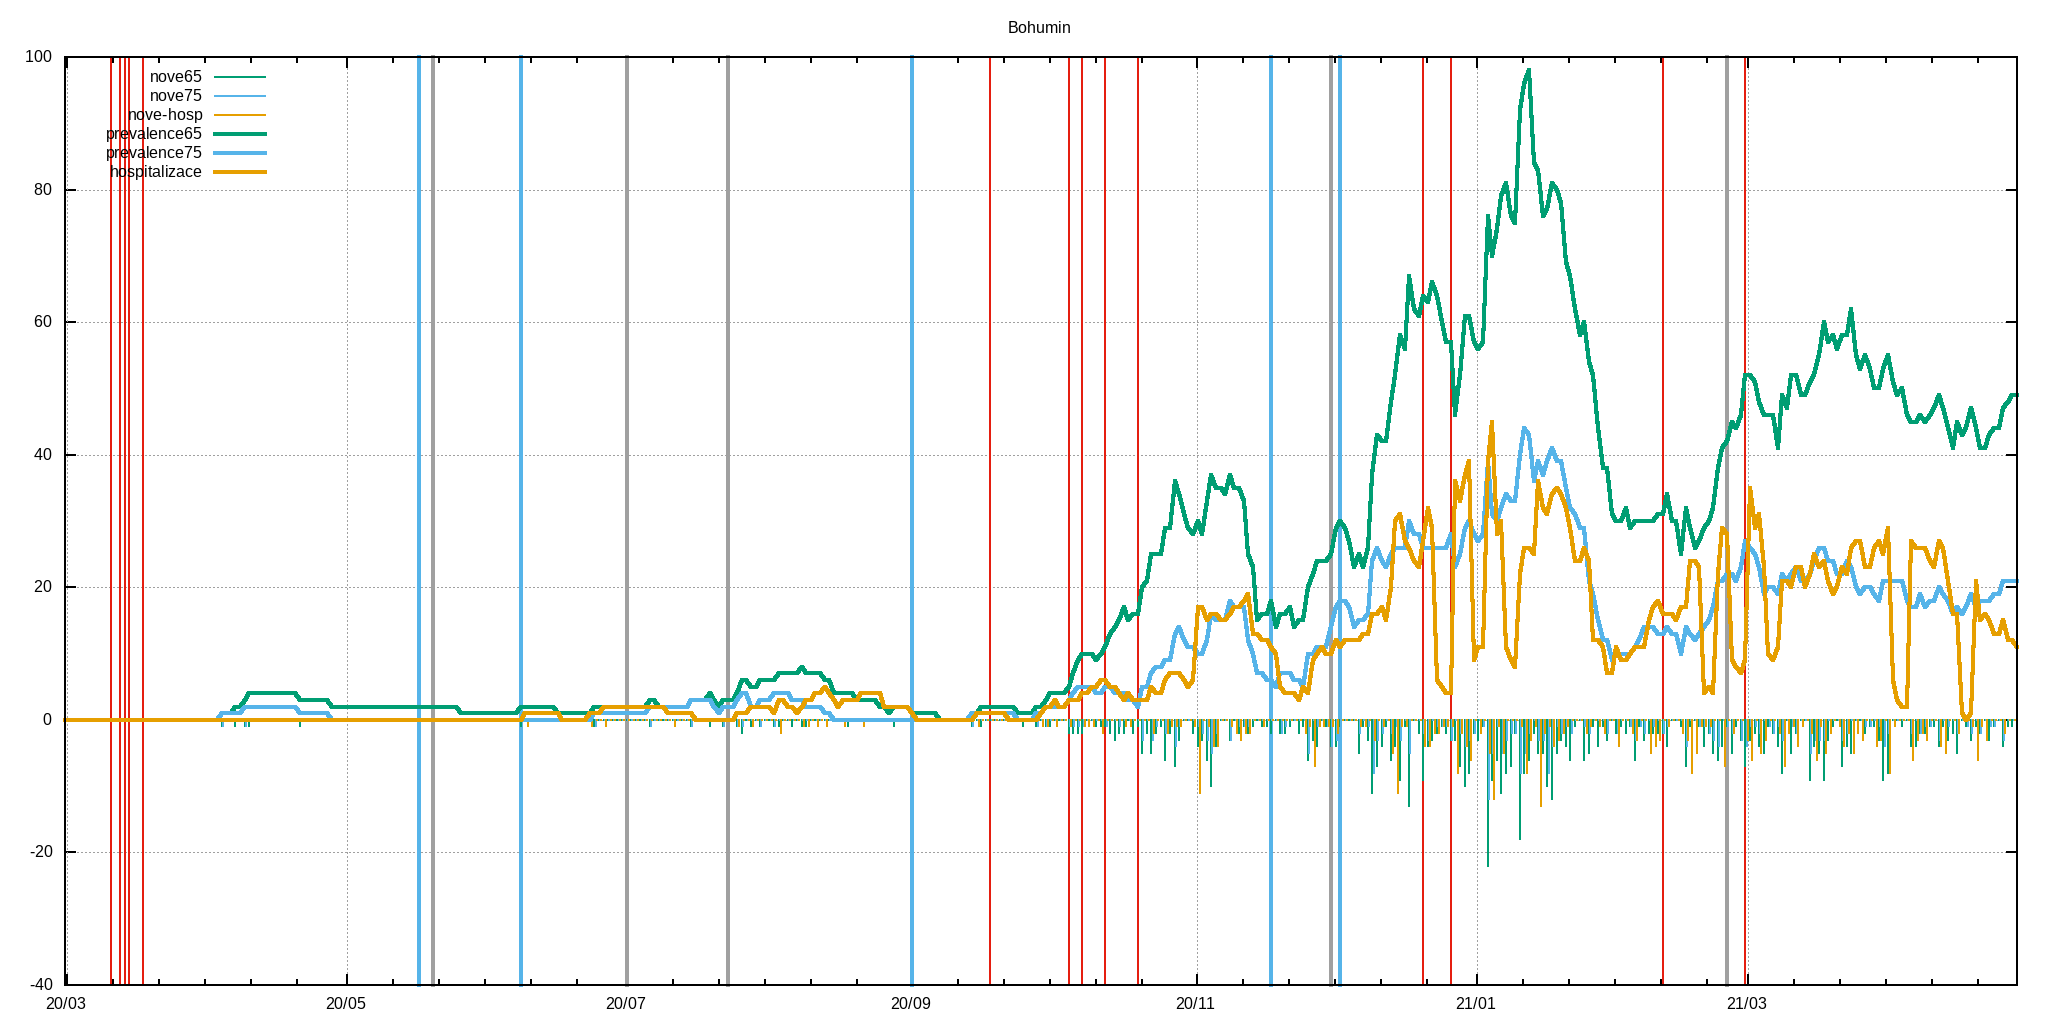 Bohumin
100
80
60
40
20
0
-20
-40
nove65
nove75
nove-hosp
prevalence65
prevalence75
hospitalizace
20/03 20/05 20/07 20/09 20/11 21/01 21/03